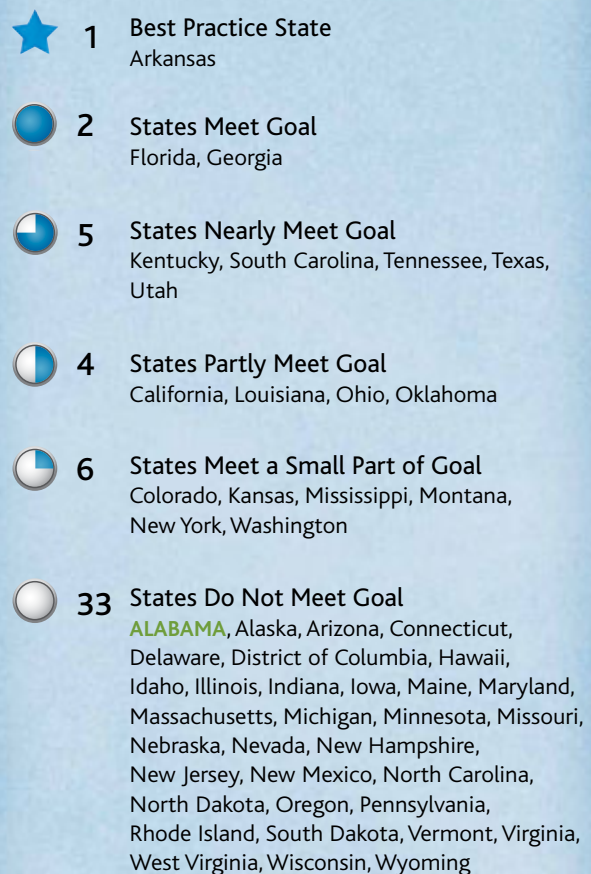 1 Best Practice State
Arkansas
2 States Meet Goal
Florida, Georgia
5 States Nearly Meet Goal
Kentucky, South Carolina, Tennessee, Texas,
Utah
4 States Partly Meet Goal
California, Louisiana, Ohio, Oklahoma
6 States Meet a Small Part of Goal
Colorado, Kansas, Mississippi, Montana,
New York, Washington
33 States Do Not Meet Goal
ALABAMA, Alaska, Arizona, Connecticut,
Delaware, District of Columbia, Hawaii,
Idaho, Illinois, Indiana, Iowa, Maine, Maryland,
Massachusetts, Michigan, Minnesota, Missouri,
Nebraska, Nevada, New Hampshire,
New Jersey, New Mexico, North Carolina,
North Dakota, Oregon, Pennsylvania,
Rhode Island, South Dakota, Vermont, Virginia,
West Virginia, Wisconsin, Wyoming